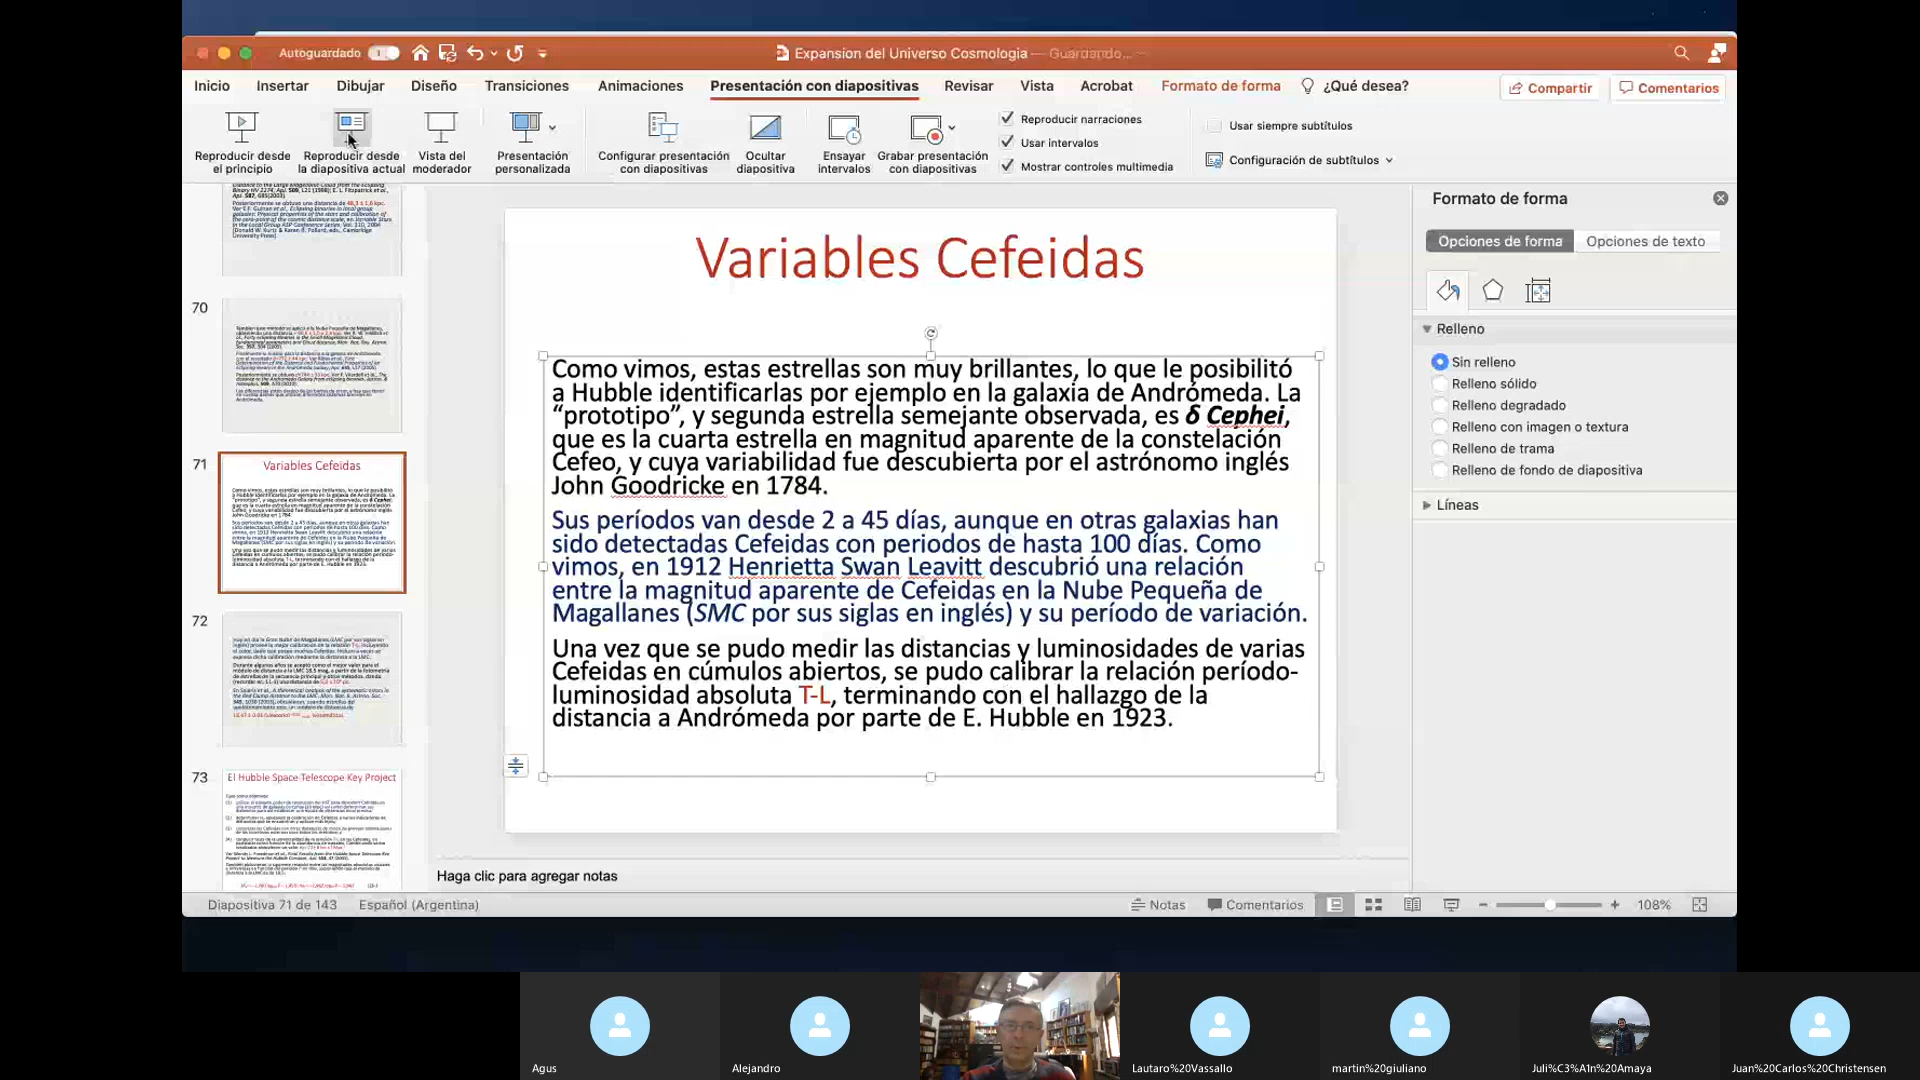 Autoguardado
Expansion del Universo Cosmologia — Guardando...
Inicio
Insertar
Dibujar
Diseño
Transiciones
Animaciones
Presentación con diapositivas
Revisar
Vista
Acrobat
Formato de forma
¿Qué desea?
Compartir
Comentarios
Reproducir desde
el principio
Reproducir desde
la diapositiva actual
Vista del
moderador
Presentación
personalizada
Configurar presentación
con diapositivas
Ocultar
diapositiva
Ensayar
intervalos
Grabar presentación
con diapositivas
Reproducir narraciones
Usar intervalos
Mostrar controles multimedia
Usar siempre subtítulos
Configuración de subtítulos
70
71
Variables Cefeidas
72
73
El Hubble Space Telescope Key Project
Variables Cefeidas
Como vimos, estas estrellas son muy brillantes, lo que le posibilitó
a Hubble identificarlas por ejemplo en la galaxia de Andrómeda. La
“prototipo”, y segunda estrella semejante observada, es δ Cephei,
que es la cuarta estrella en magnitud aparente de la constelación
Cefeo, y cuya variabilidad fue descubierta por el astrónomo inglés
John Goodricke en 1784.
Sus períodos van desde 2 a 45 días, aunque en otras galaxias han
sido detectadas Cefeidas con periodos de hasta 100 días. Como
vimos, en 1912 Henrietta Swan Leavitt descubrió una relación
entre la magnitud aparente de Cefeidas en la Nube Pequeña de
Magallanes (SMC por sus siglas en inglés) y su período de variación.
Una vez que se pudo medir las distancias y luminosidades de varias
Cefeidas en cúmulos abiertos, se pudo calibrar la relación período-
luminosidad absoluta T-L, terminando con el hallazgo de la
distancia a Andrómeda por parte de E. Hubble en 1923.
Haga clic para agregar notas
Formato de forma
Opciones de forma
Opciones de texto
Relleno
Sin relleno
Relleno sólido
Relleno degradado
Relleno con imagen o textura
Relleno de trama
Relleno de fondo de diapositiva
Líneas
Diapositiva 71 de 143
Español (Argentina)
Notas
Comentarios
108%
Agus
Alejandro
Lautaro%20Vassallo
martin%20giuliano
Juli%C3%A1n%20Amaya
Juan%20Carlos%20Christensen